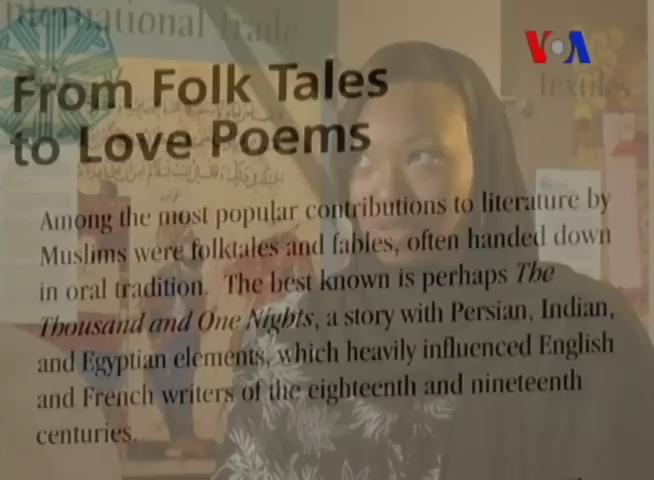 International Trade
VOA
Textiles
From Folk Tales
to Love Poems
Among the most popular contributions to literature by
Muslims were folktales and fables, often handed down
in oral tradition. The best known is perhaps The
Thousand and One Nights, a story with Persian, Indian,
and Egyptian elements, which heavily influenced English
and French writers of the eighteenth and nineteenth
centuries.